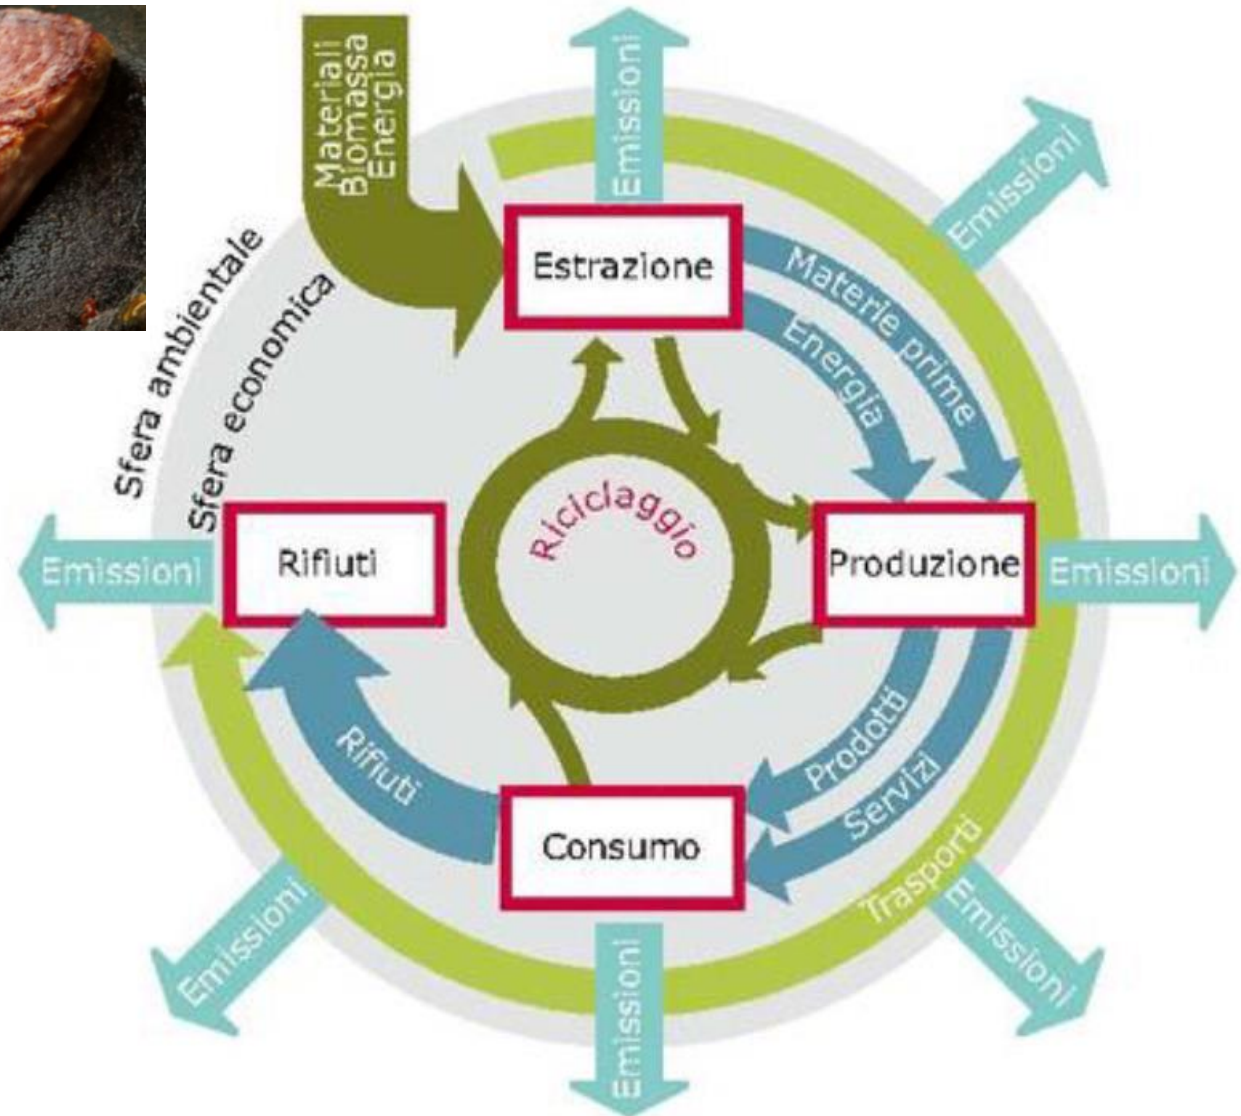 Materiali
Biomassa
Energia
Emissioni
Emissioni
Sfera ambientale
Sfera economica
Estrazione
Materie prime
Energia
Riciclaggio
Emissioni
Rifiuti
Produzione
Emissioni
Rifiuti
Prodotti
Servizi
Consumo
Trasporti
Emissioni
Emissioni
Emissioni